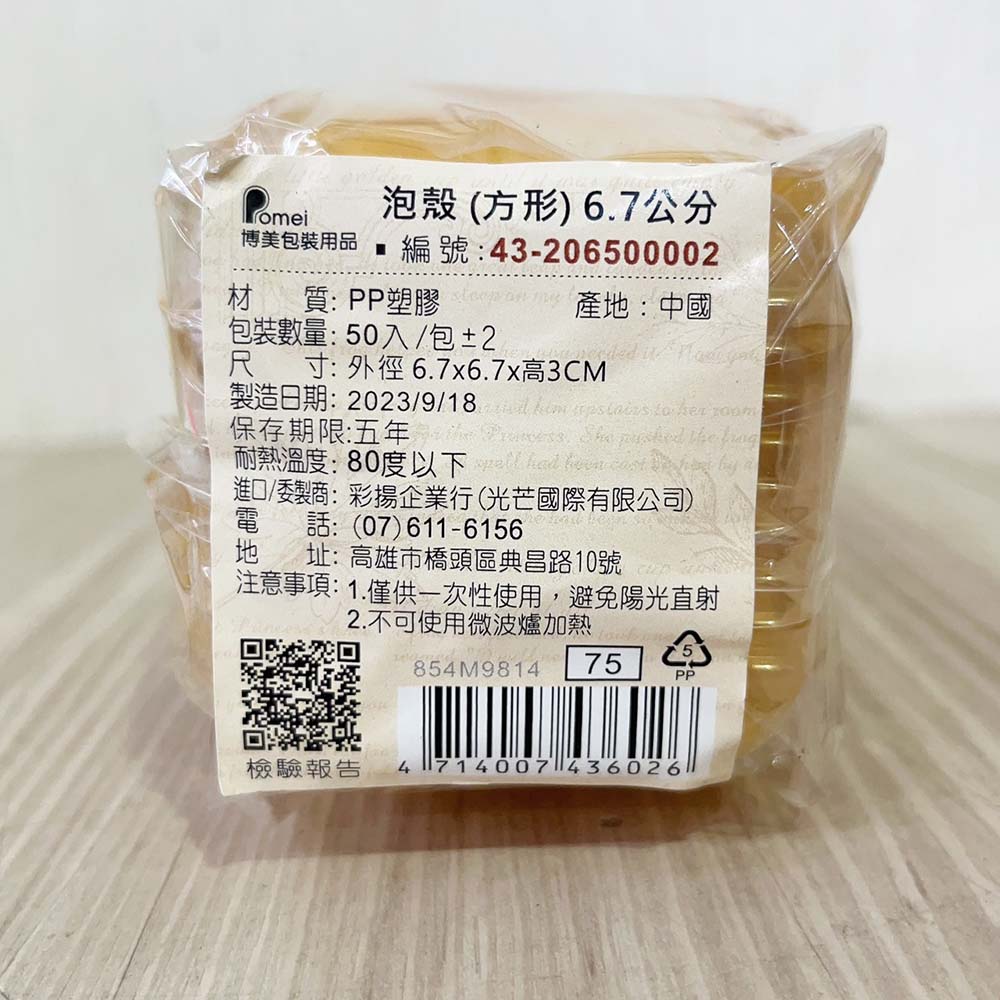 Pomei
博美包裝用品
泡殼 (方形) 6.7公分
▪ 編號:43-206500002
材 質: PP塑膠 產地:中國
包裝數量: 50入/包±2
尺 寸: 外徑 6.7x6.7x高3CM
製造日期: 2023/9/18
保存期限:五年
耐熱溫度: 80度以下
進口/委製商: 彩揚企業行(光芒國際有限公司)
電 話: (07)611-6156
地 址: 高雄市橋頭區典昌路10號
注意事項: 1.僅供一次性使用,避免陽光直射
2.不可使用微波爐加熱
854M9814 75 5
PP
檢驗報告
4 714007 436026